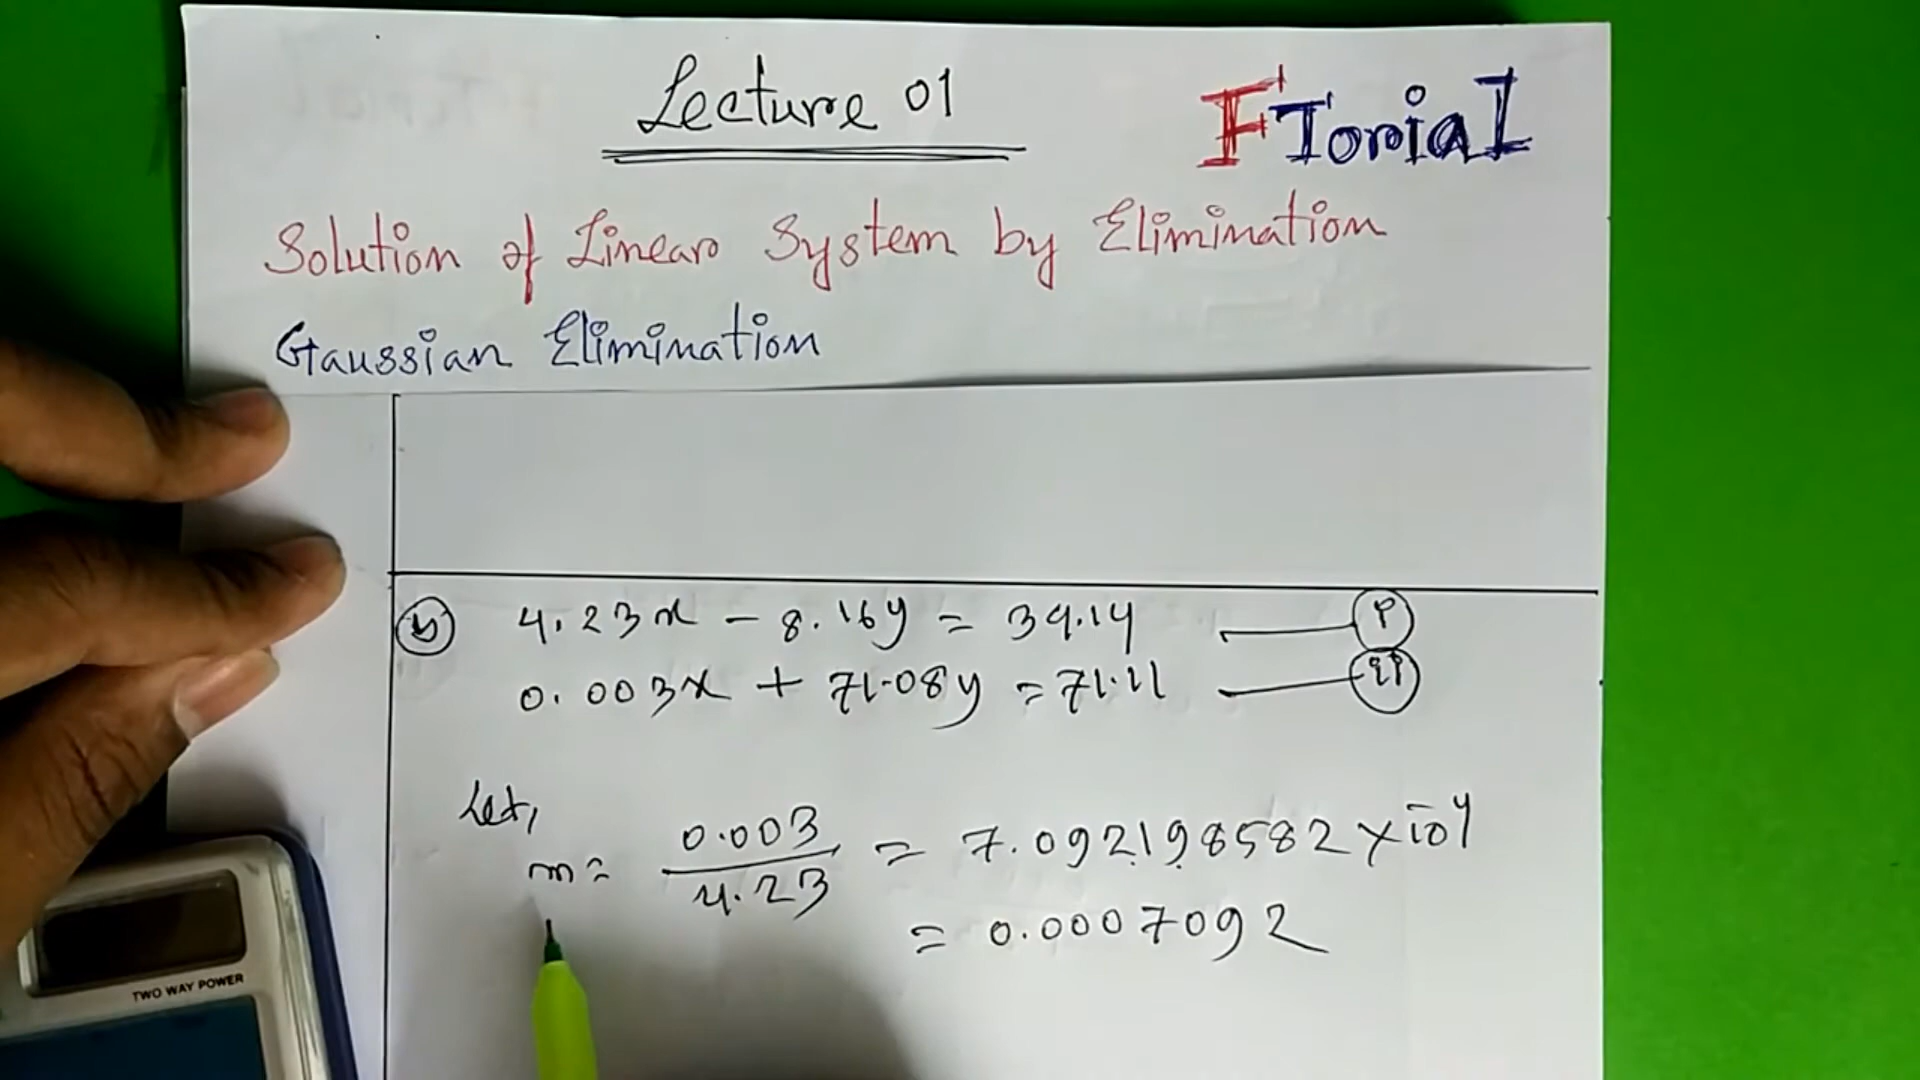 Lecture 01
FTorial
Solution of Linear System by Elimination
Gaussian Elimination
(b) 4.23x - 8.16y = 34.14 — (i)
0.003x + 71.08y = 71.11 — (ii)
Let,
m = 0.003/4.23 = 7.092198582 × 10⁻⁴
= 0.0007092
TWO WAY POWER